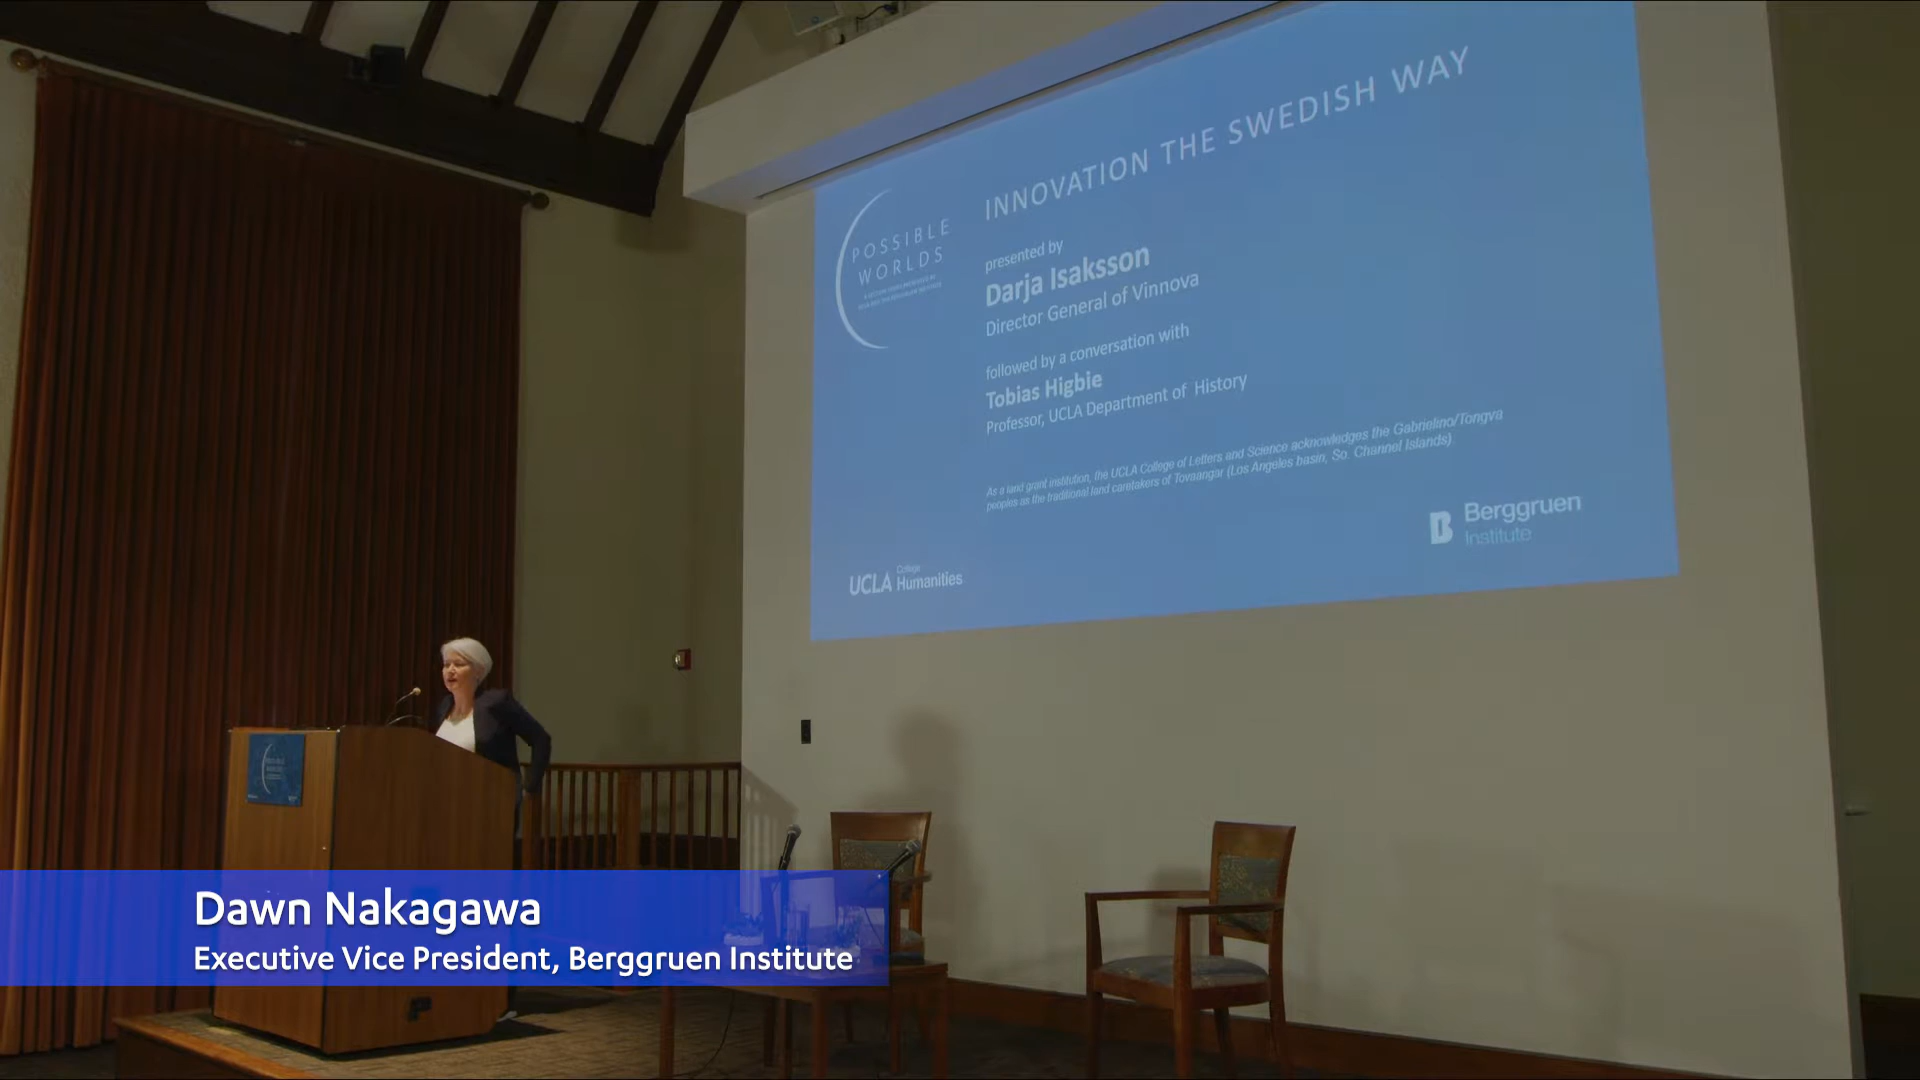 INNOVATION THE SWEDISH WAY
POSSIBLE
WORLDS
presented by
Darja Isaksson
Director General of Vinnova
followed by a conversation with
Tobias Higbie
Professor, UCLA Department of History
As a land grant institution, the UCLA College of Letters and Science acknowledges the Gabrielino/Tongva
peoples as the traditional land caretakers of Tovaangar (Los Angeles basin, So. Channel Islands)
Berggruen
Institute
College
UCLA Humanities
Dawn Nakagawa
Executive Vice President, Berggruen Institute